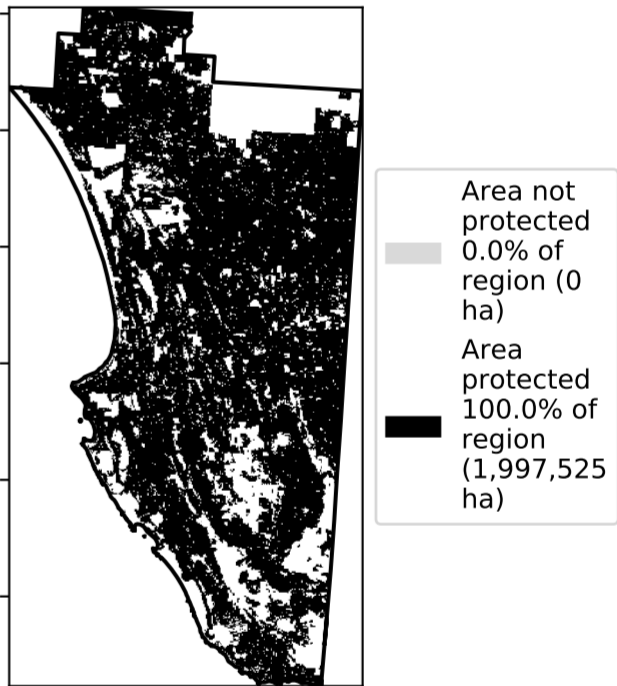 Area not
protected
0.0% of
region (0
ha)
Area
protected
100.0% of
region
(1,997,525
ha)